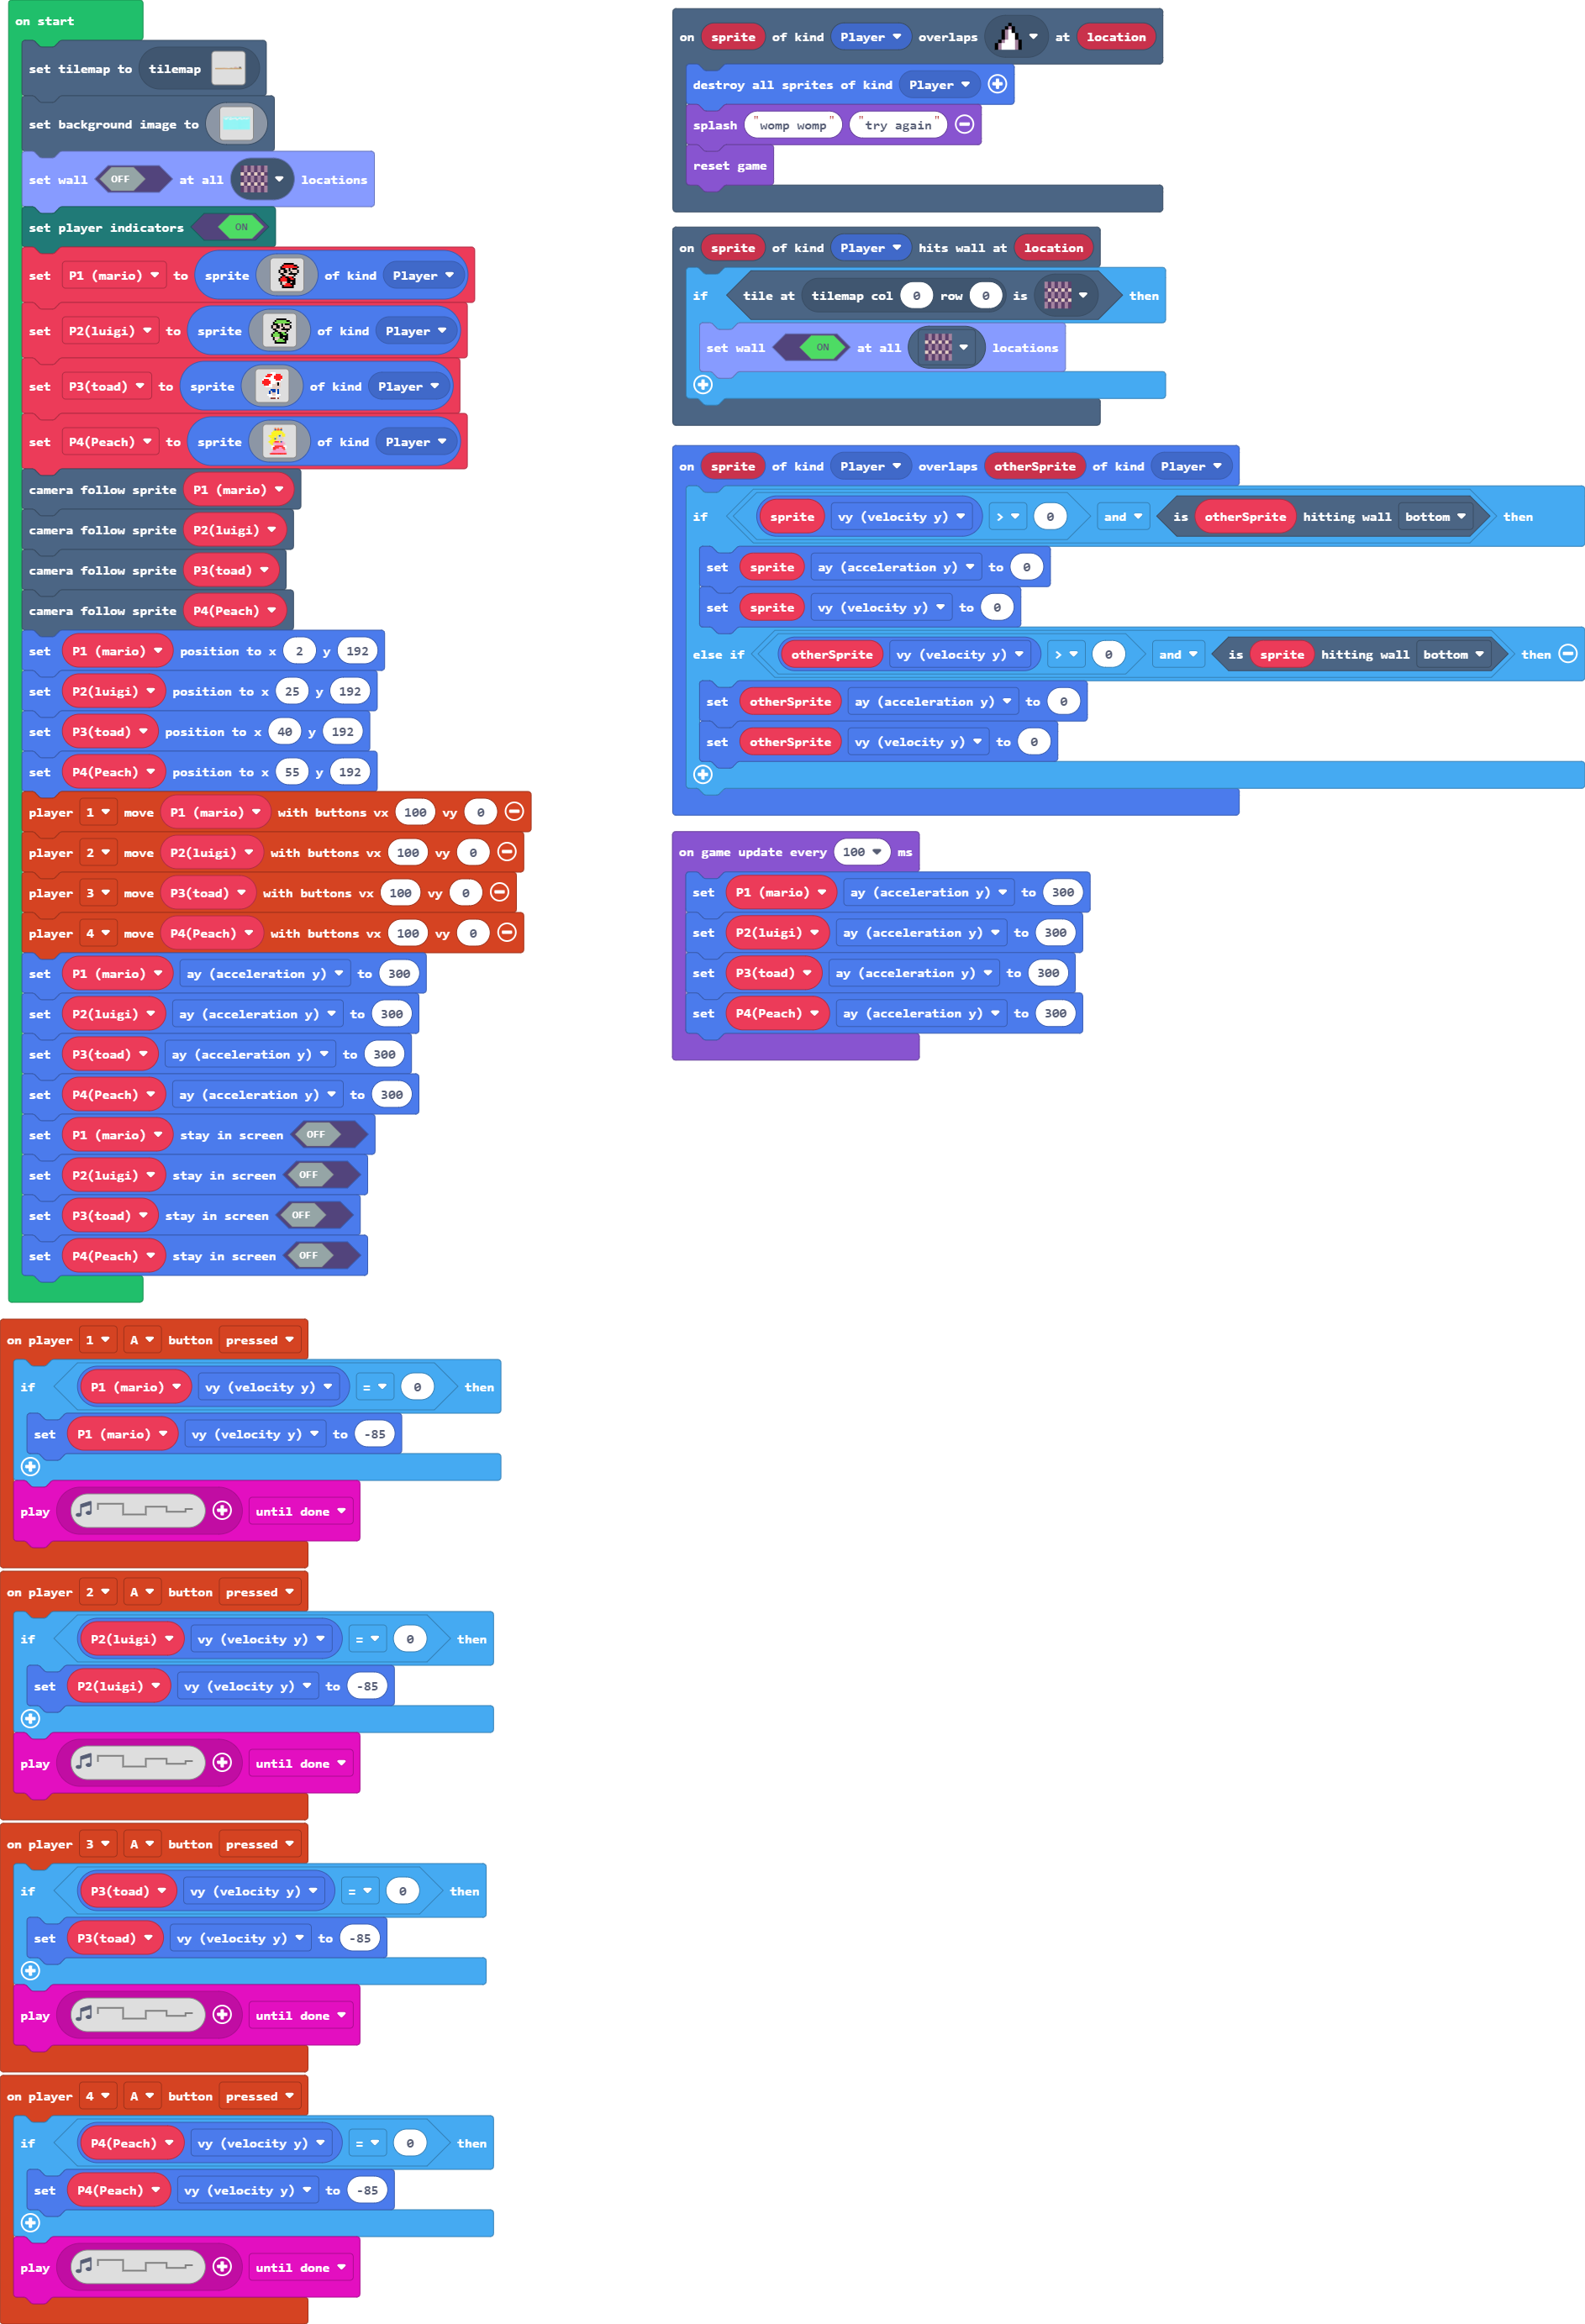 on start
set tilemap to tilemap
set background image to
set wall OFF at all locations
set player indicators ON
set P1 (mario) to sprite of kind Player
set P2(luigi) to sprite of kind Player
set P3(toad) to sprite of kind Player
set P4(Peach) to sprite of kind Player
camera follow sprite P1 (mario)
camera follow sprite P2(luigi)
camera follow sprite P3(toad)
camera follow sprite P4(Peach)
set P1 (mario) position to x 2 y 192
set P2(luigi) position to x 25 y 192
set P3(toad) position to x 40 y 192
set P4(Peach) position to x 55 y 192
player 1 move P1 (mario) with buttons vx 100 vy 0
player 2 move P2(luigi) with buttons vx 100 vy 0
player 3 move P3(toad) with buttons vx 100 vy 0
player 4 move P4(Peach) with buttons vx 100 vy 0
set P1 (mario) ay (acceleration y) to 300
set P2(luigi) ay (acceleration y) to 300
set P3(toad) ay (acceleration y) to 300
set P4(Peach) ay (acceleration y) to 300
set P1 (mario) stay in screen OFF
set P2(luigi) stay in screen OFF
set P3(toad) stay in screen OFF
set P4(Peach) stay in screen OFF
on player 1 A button pressed
if P1 (mario) vy (velocity y) = 0 then
set P1 (mario) vy (velocity y) to -85
play until done
on player 2 A button pressed
if P2(luigi) vy (velocity y) = 0 then
set P2(luigi) vy (velocity y) to -85
play until done
on player 3 A button pressed
if P3(toad) vy (velocity y) = 0 then
set P3(toad) vy (velocity y) to -85
play until done
on player 4 A button pressed
if P4(Peach) vy (velocity y) = 0 then
set P4(Peach) vy (velocity y) to -85
play until done
on sprite of kind Player overlaps at location
destroy all sprites of kind Player
splash "womp womp" "try again"
reset game
on sprite of kind Player hits wall at location
if tile at tilemap col 0 row 0 is then
set wall ON at all locations
on sprite of kind Player overlaps otherSprite of kind Player
if sprite vy (velocity y) > 0 and is otherSprite hitting wall bottom then
set sprite ay (acceleration y) to 0
set sprite vy (velocity y) to 0
else if otherSprite vy (velocity y) > 0 and is sprite hitting wall bottom then
set otherSprite ay (acceleration y) to 0
set otherSprite vy (velocity y) to 0
on game update every 100 ms
set P1 (mario) ay (acceleration y) to 300
set P2(luigi) ay (acceleration y) to 300
set P3(toad) ay (acceleration y) to 300
set P4(Peach) ay (acceleration y) to 300